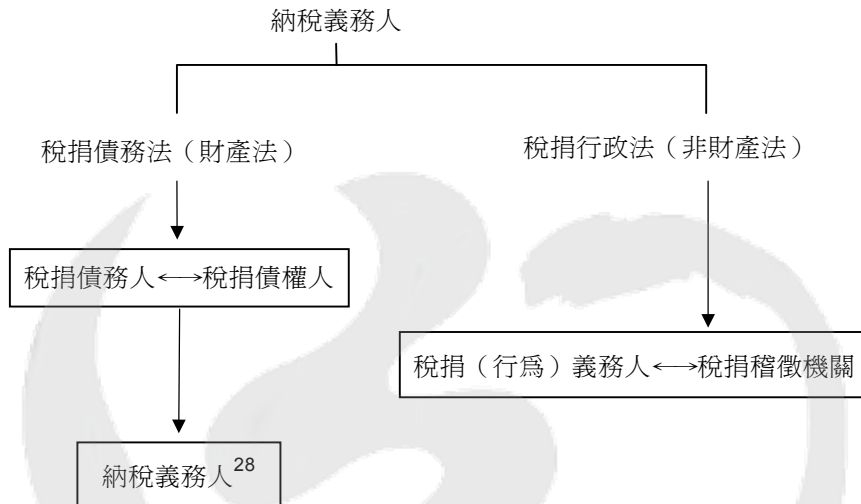 納稅義務人
稅捐債務法（財產法）
稅捐行政法（非財產法）
稅捐債務人←→稅捐債權人
稅捐（行為）義務人←→稅捐稽徵機關
納稅義務人28